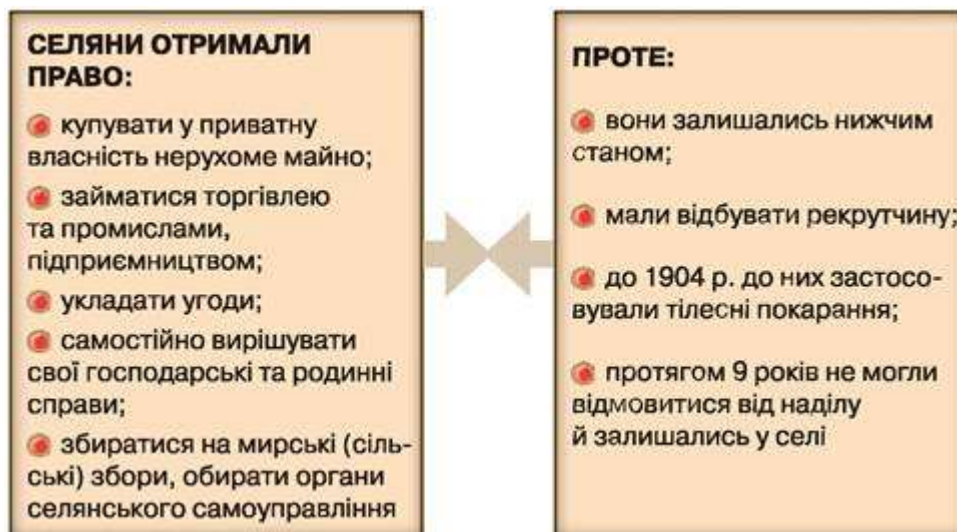 СЕЛЯНИ ОТРИМАЛИ
ПРАВО:
купувати у приватну
власність нерухоме майно;
займатися торгівлею
та промислами,
підприємництвом;
укладати угоди;
самостійно вирішувати
свої господарські та родинні
справи;
збиратися на мирські (сіль-
ські) збори, обирати органи
селянського самоуправління
ПРОТЕ:
вони залишались нижчим
станом;
мали відбувати рекрутчину;
до 1904 р. до них застосо-
вували тілесні покарання;
протягом 9 років не могли
відмовитися від наділу
й залишались у селі